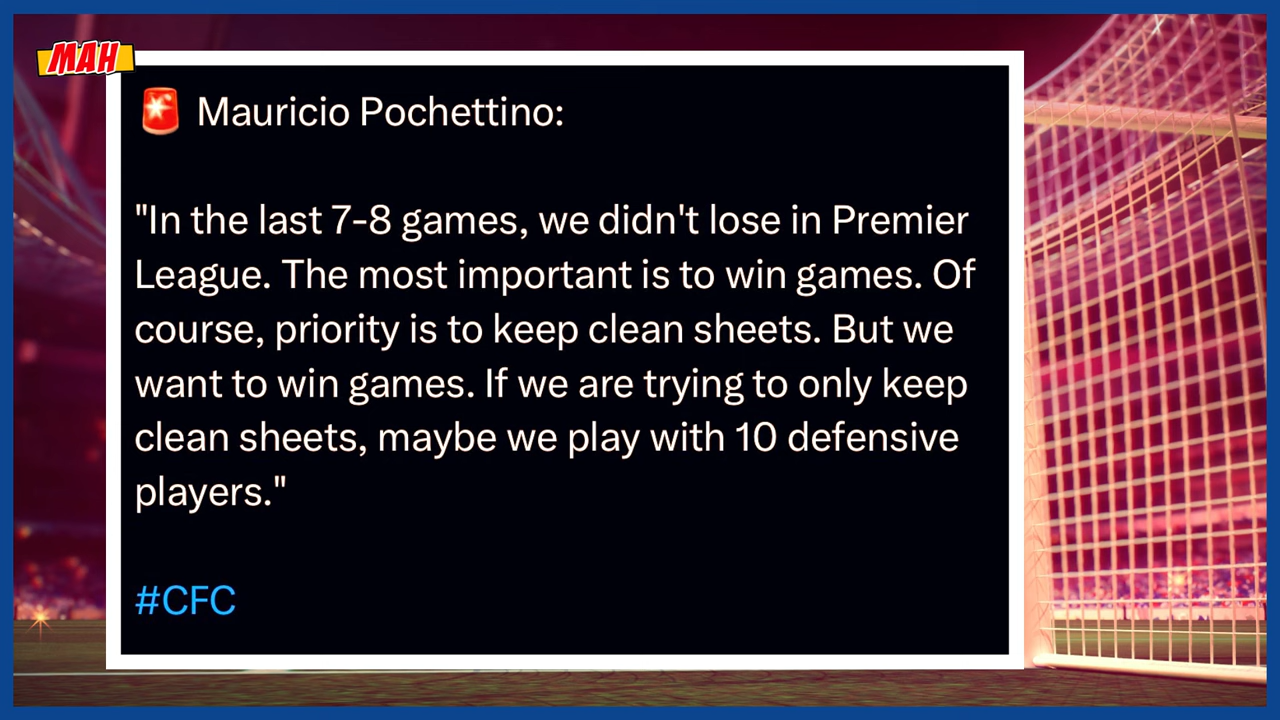 MAH
🚨 Mauricio Pochettino:
"In the last 7-8 games, we didn't lose in Premier
League. The most important is to win games. Of
course, priority is to keep clean sheets. But we
want to win games. If we are trying to only keep
clean sheets, maybe we play with 10 defensive
players."
#CFC